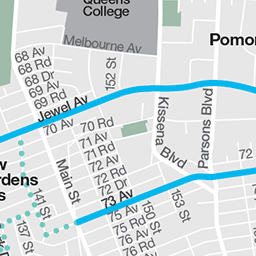 Queens
College
Melbourne Av
Pomon
68 Av
68 Rd
68 Dr
69 Av
69 Rd
Jewel Av
70 Av
152 St
Kissena Blvd
Parsons Blvd
70 Rd
71 Av
71 Rd
72 Av
72 Rd
72 Dr
73 Av
75 Av
75 Rd
76 Av
76 Rd
72
w
rdens
s
Main St
141 St
137 St
150 St
153 St